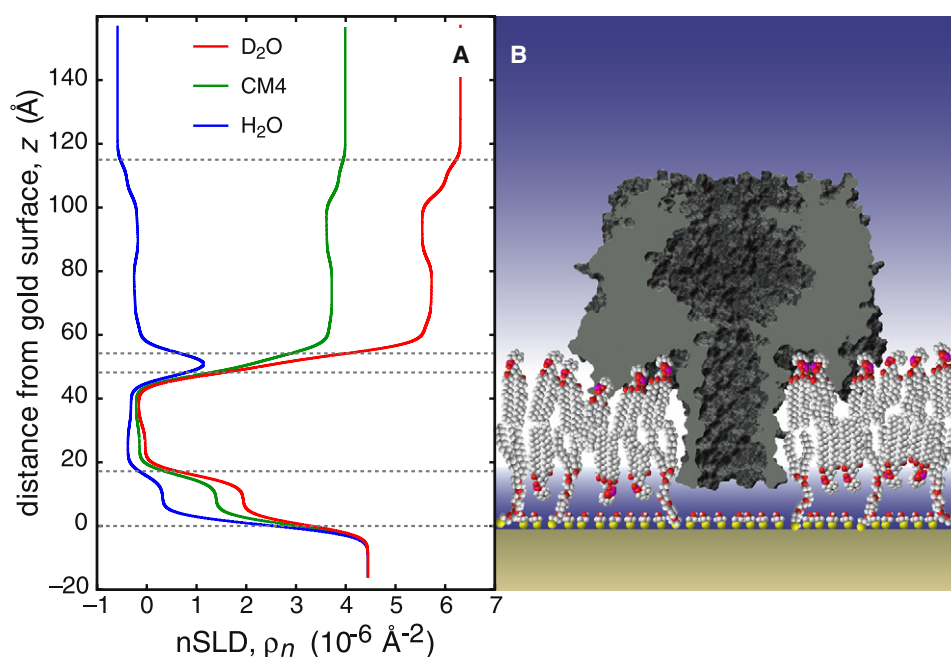 A
B
D₂O
CM4
H₂O
distance from gold surface, z (Å)
140
120
100
80
60
40
20
0
−20
−1 0 1 2 3 4 5 6 7
nSLD, ρn (10⁻⁶ Å⁻²)